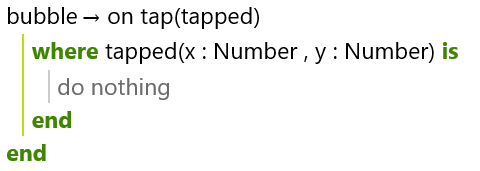 bubble → on tap(tapped)
where tapped(x : Number , y : Number) is
do nothing
end
end